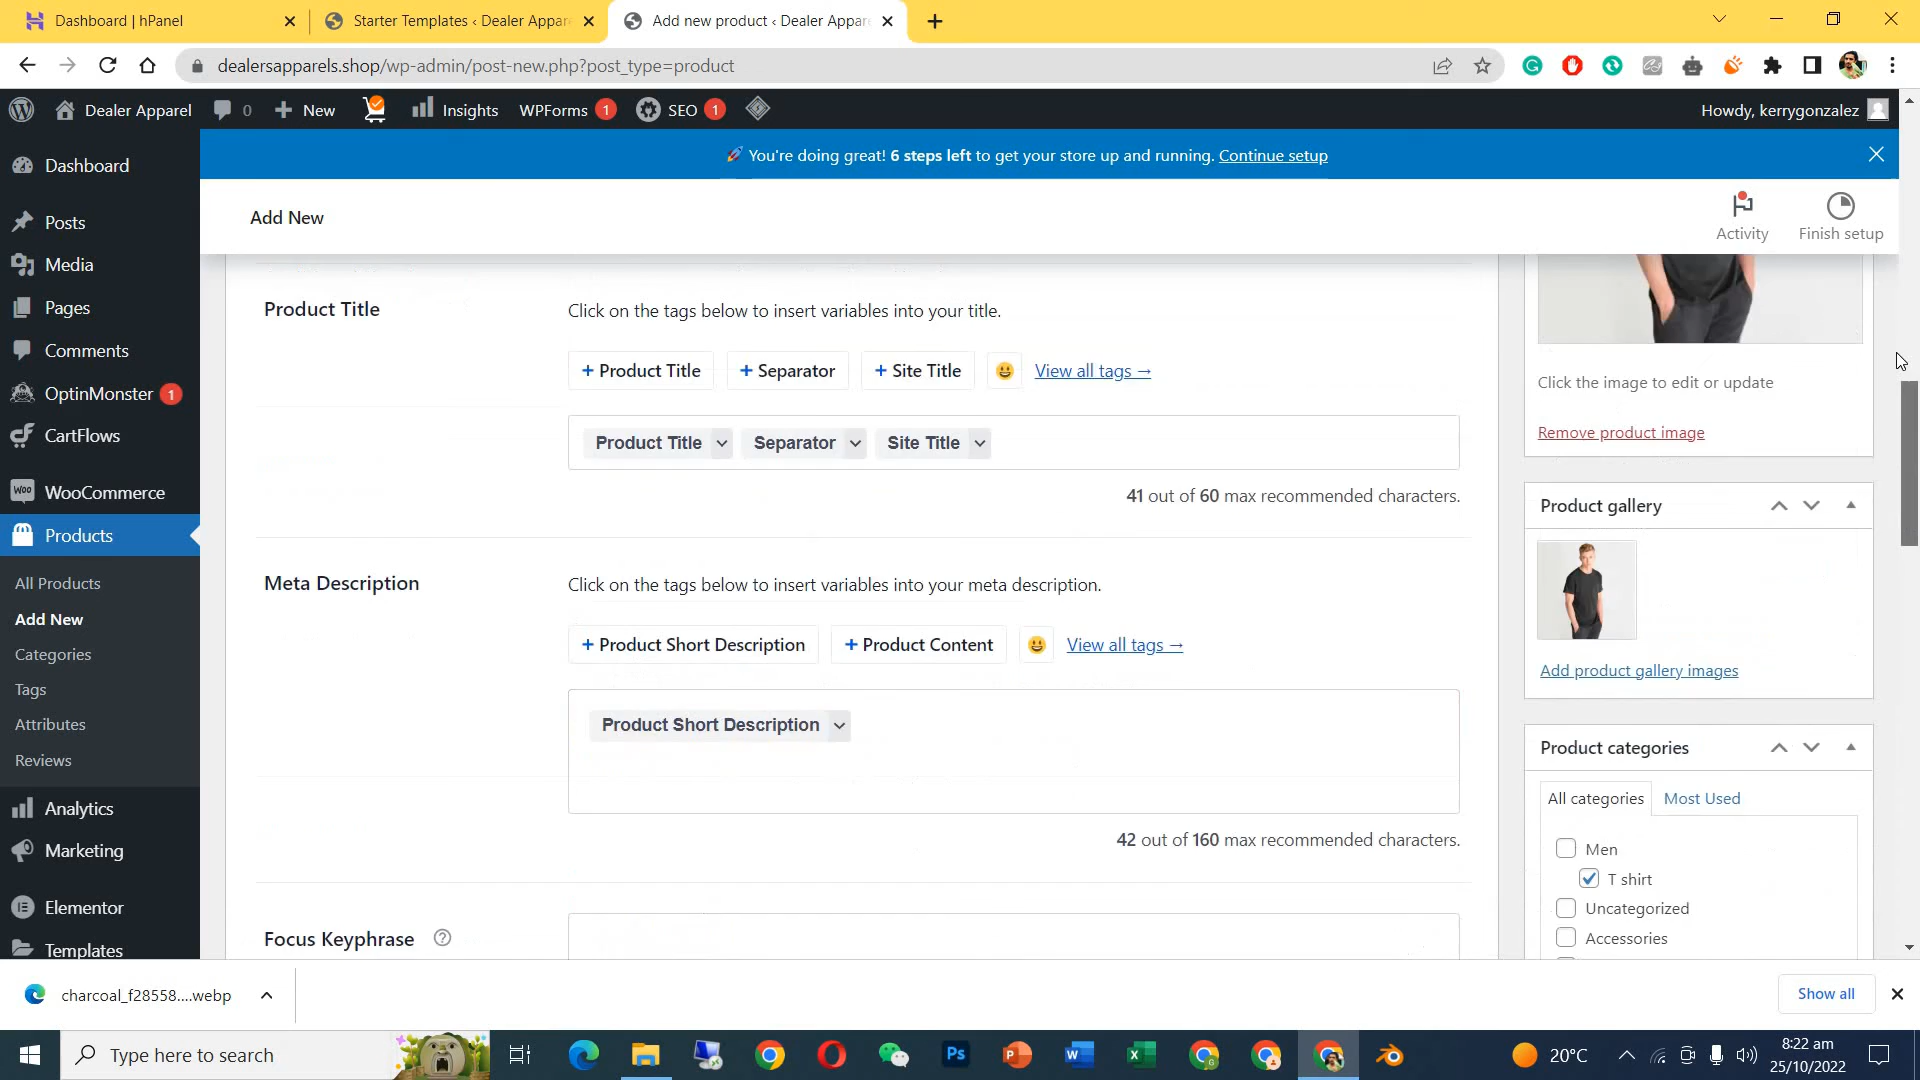 Dashboard | hPanel
Starter Templates ‹ Dealer Appar
Add new product ‹ Dealer Appare
dealersapparels.shop/wp-admin/post-new.php?post_type=product
Dealer Apparel
0
New
Insights
WPForms 1
SEO 1
Howdy, kerrygonzalez
You're doing great! 6 steps left to get your store up and running. Continue setup
Add New
Activity
Finish setup
Dashboard
Posts
Media
Pages
Comments
OptinMonster 1
CartFlows
WooCommerce
Products
All Products
Add New
Categories
Tags
Attributes
Reviews
Analytics
Marketing
Elementor
Templates
Product Title
Click on the tags below to insert variables into your title.
+ Product Title
+ Separator
+ Site Title
View all tags →
Product Title
Separator
Site Title
41 out of 60 max recommended characters.
Meta Description
Click on the tags below to insert variables into your meta description.
+ Product Short Description
+ Product Content
View all tags →
Product Short Description
42 out of 160 max recommended characters.
Focus Keyphrase
Click the image to edit or update
Remove product image
Product gallery
Add product gallery images
Product categories
All categories
Most Used
Men
T shirt
Uncategorized
Accessories
charcoal_f28558....webp
Show all
Type here to search
20°C
8:22 am
25/10/2022